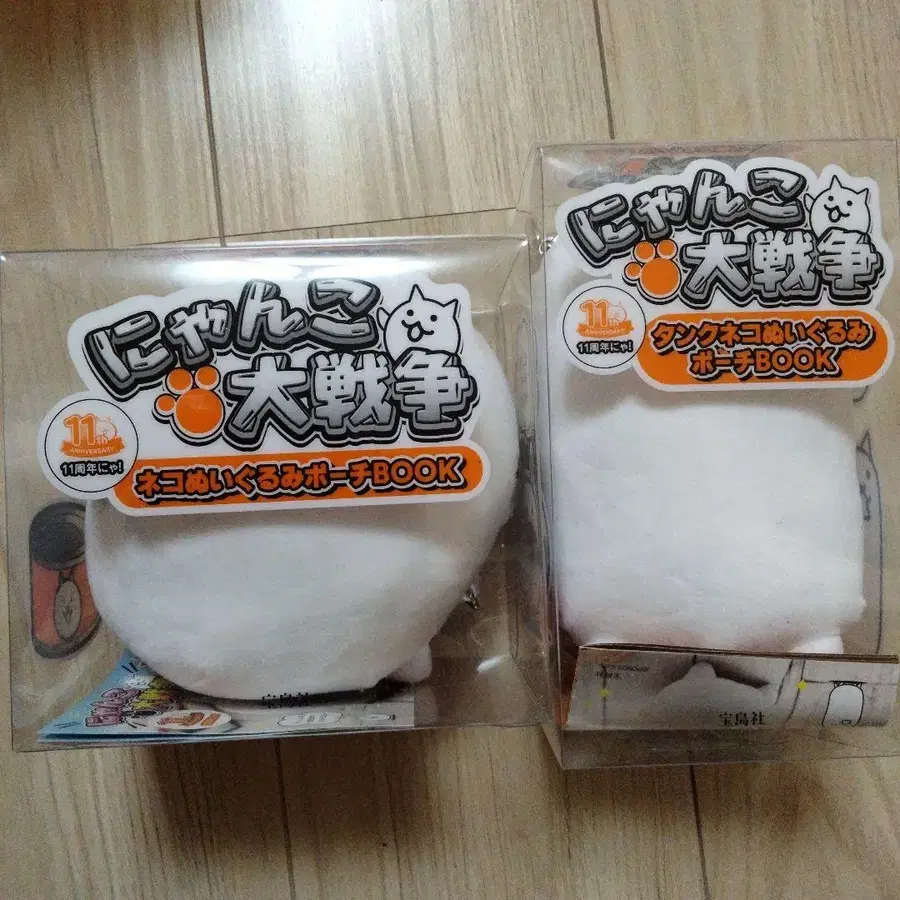 にゃんこ
大戦争
11th
ANNIVERSARY
11周年にゃ!
ネコぬいぐるみポーチBOOK
宝島社
にゃんこ
大戦争
11th
ANNIVERSARY
11周年にゃ!
タンクネコぬいぐるみ
ポーチBOOK
宝島社